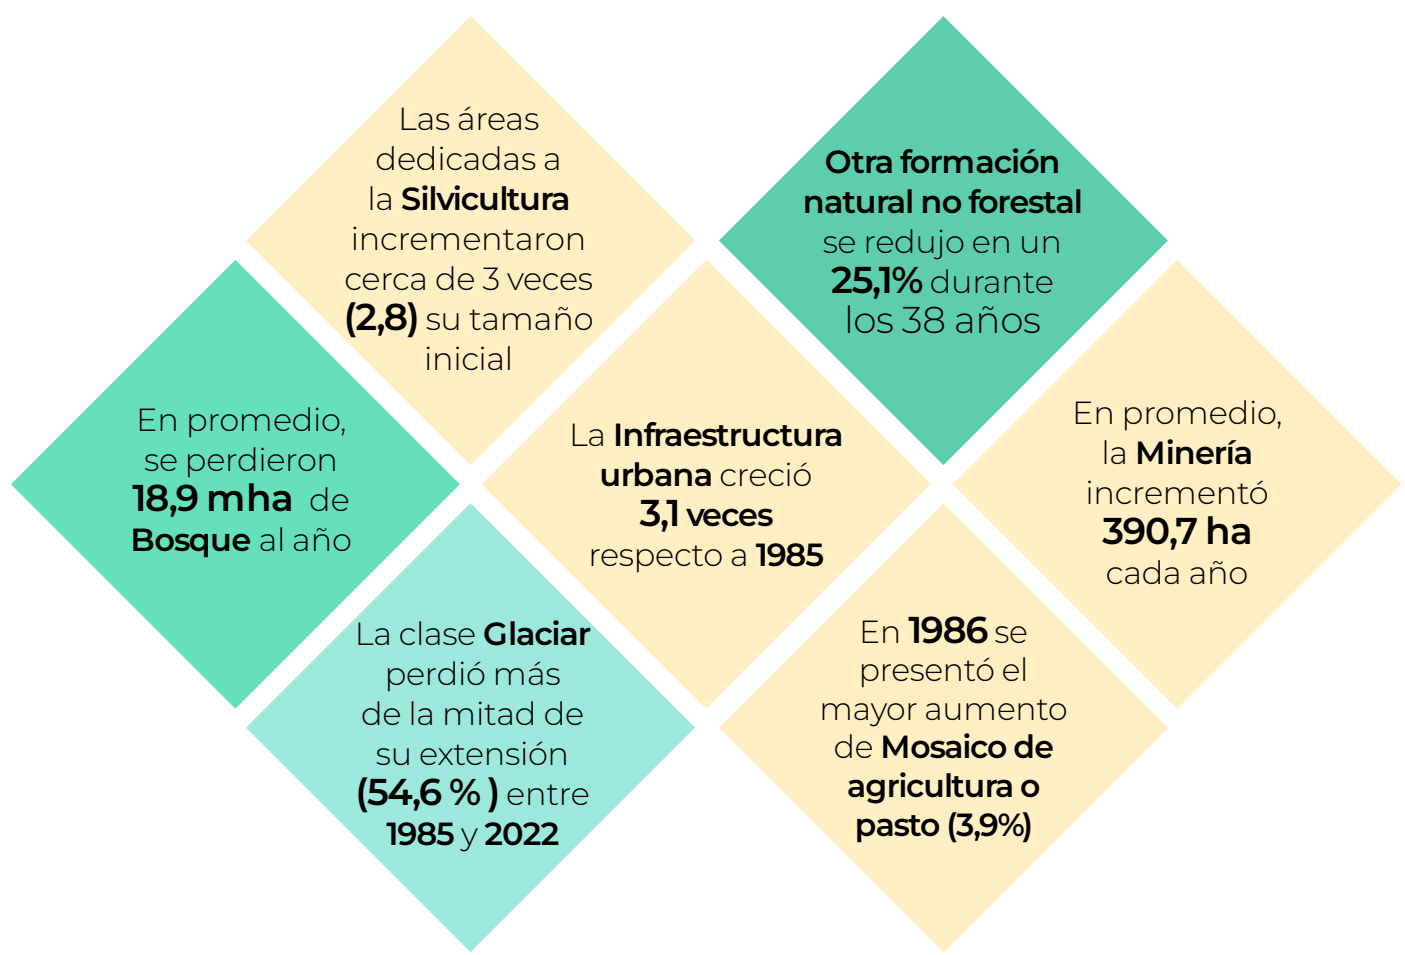 Las áreas
dedicadas a
la Silvicultura
incrementaron
cerca de 3 veces
(2,8) su tamaño
inicial
Otra formación
natural no forestal
se redujo en un
25,1% durante
los 38 años
En promedio,
se perdieron
18,9 mha de
Bosque al año
La Infraestructura
urbana creció
3,1 veces
respecto a 1985
En promedio,
la Minería
incrementó
390,7 ha
cada año
La clase Glaciar
perdió más
de la mitad de
su extensión
(54,6 % ) entre
1985 y 2022
En 1986 se
presentó el
mayor aumento
de Mosaico de
agricultura o
pasto (3,9%)